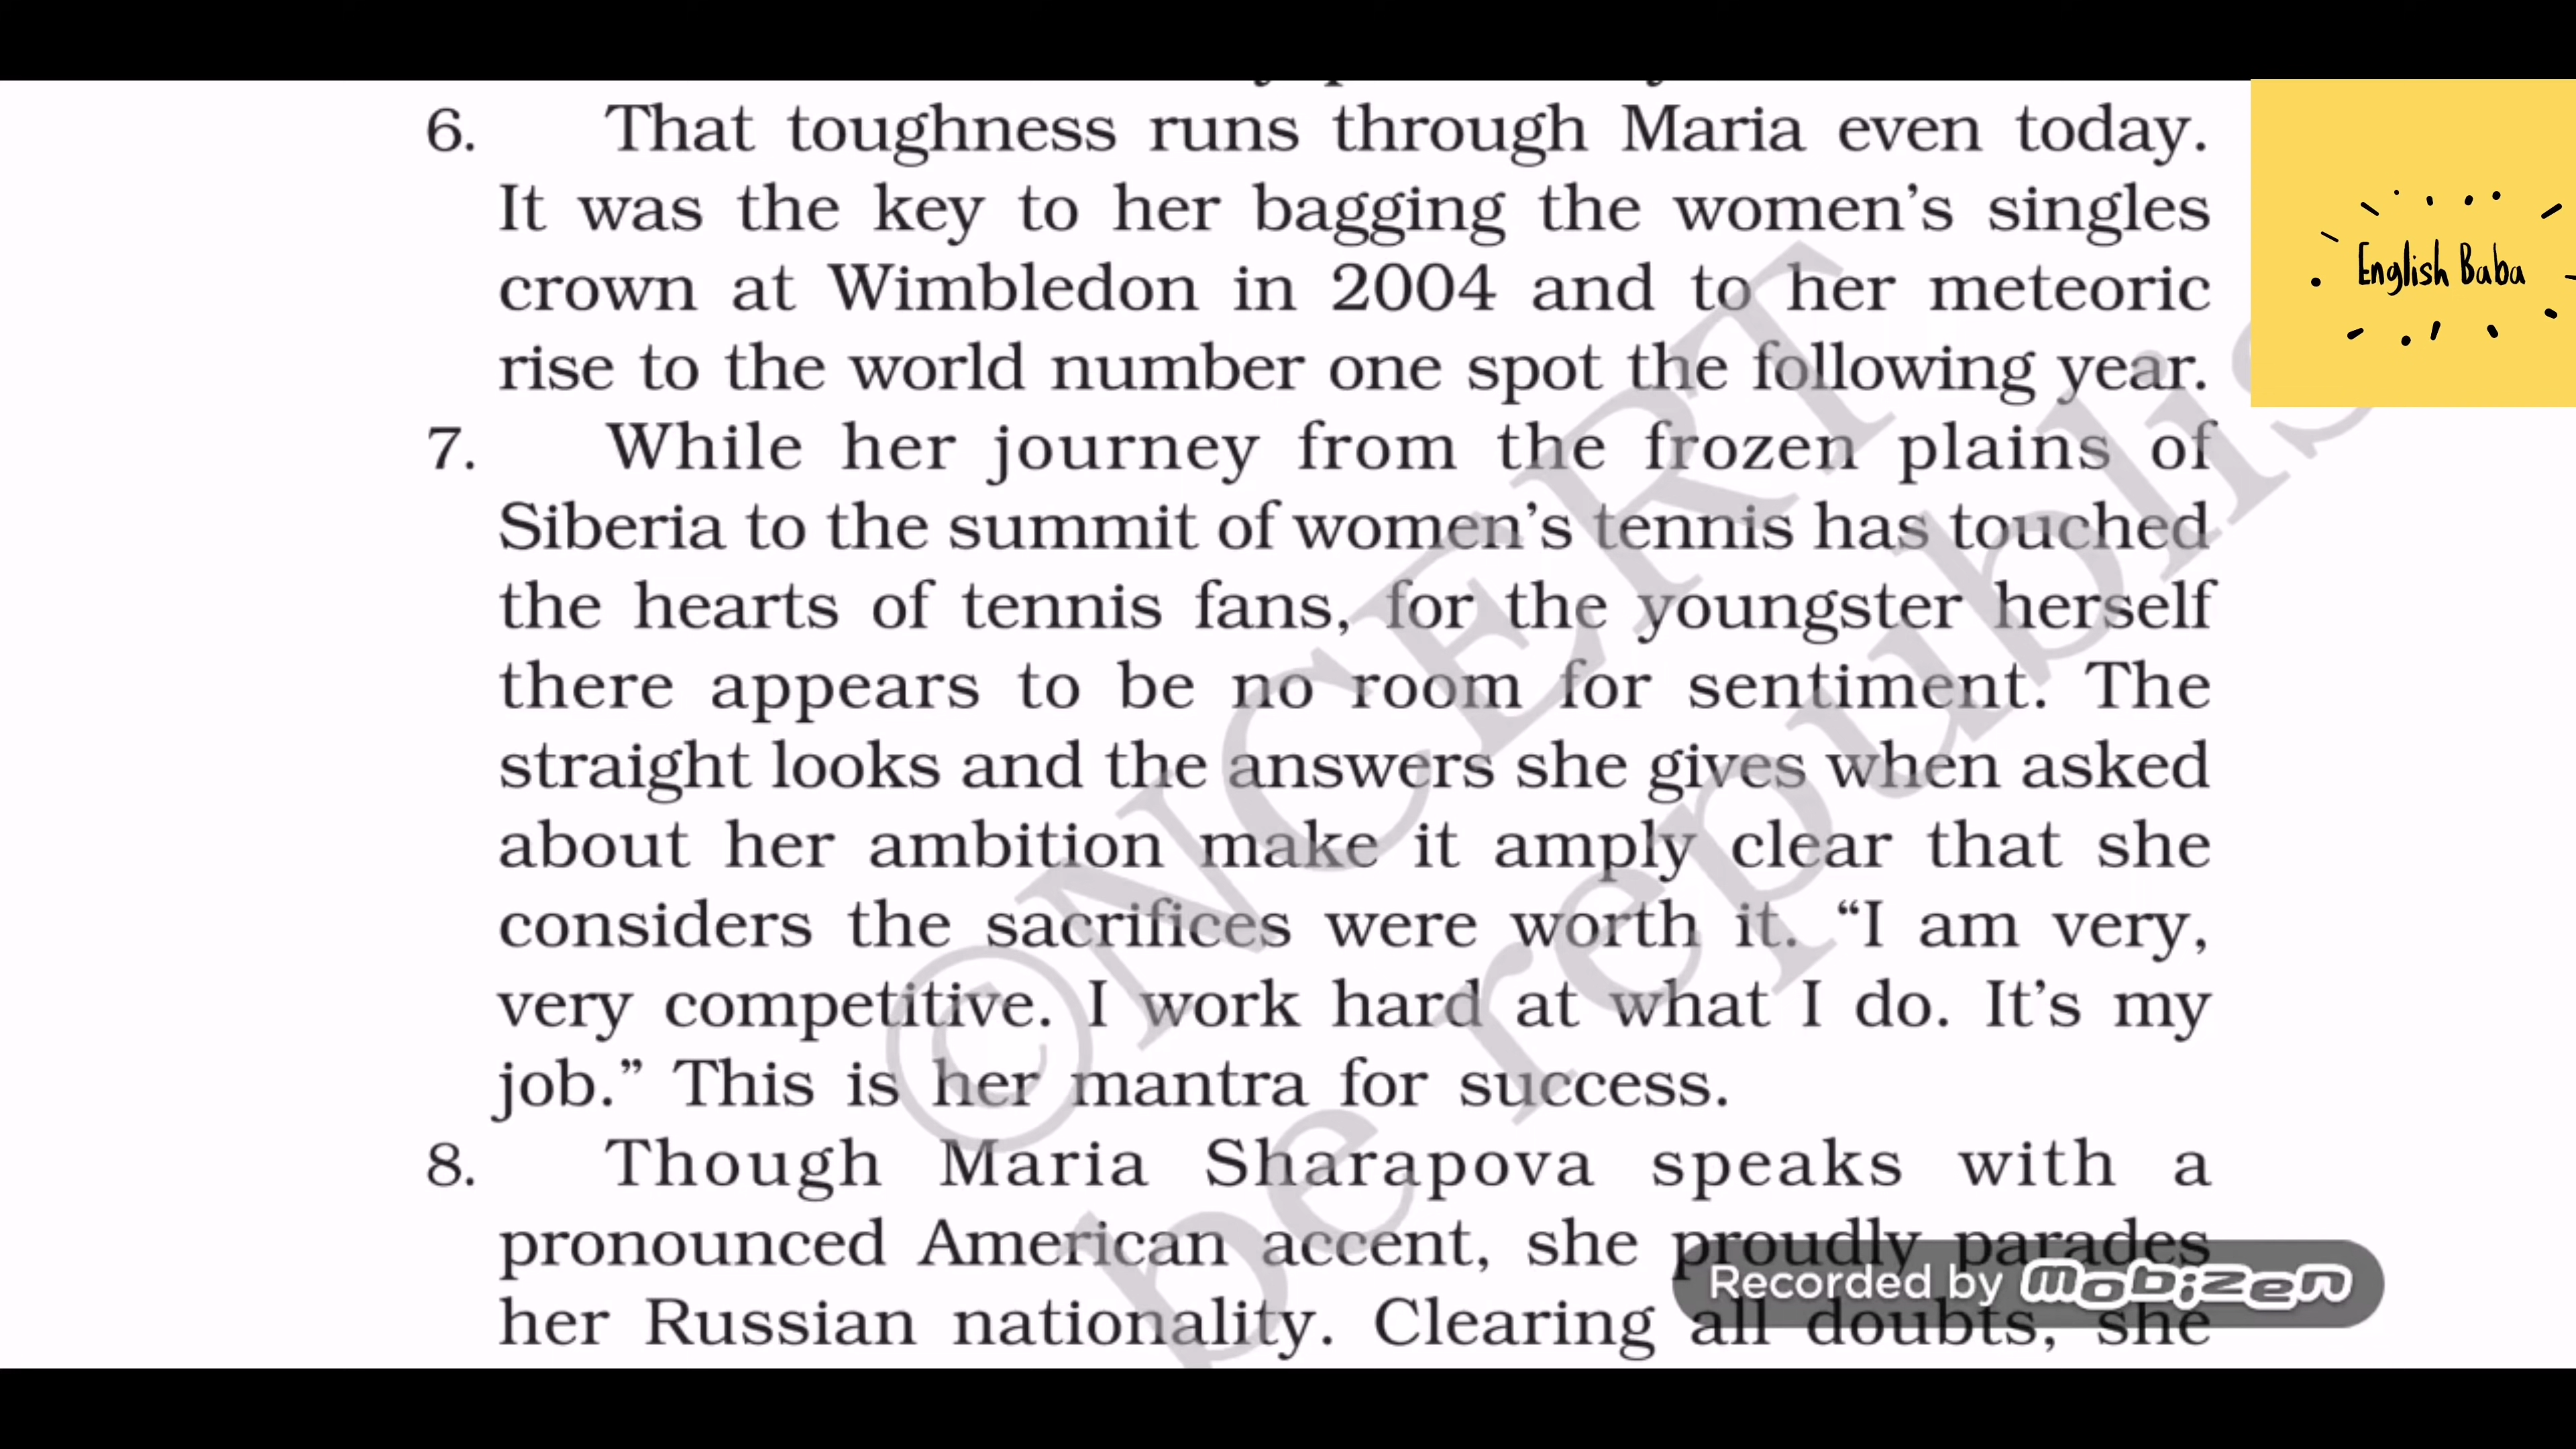 6. That toughness runs through Maria even today.
It was the key to her bagging the women's singles
crown at Wimbledon in 2004 and to her meteoric
rise to the world number one spot the following year.
7. While her journey from the frozen plains of
Siberia to the summit of women's tennis has touched
the hearts of tennis fans, for the youngster herself
there appears to be no room for sentiment. The
straight looks and the answers she gives when asked
about her ambition make it amply clear that she
considers the sacrifices were worth it. “I am very,
very competitive. I work hard at what I do. It's my
job.” This is her mantra for success.
8. Though Maria Sharapova speaks with a
pronounced American accent, she proudly parades
her Russian nationality. Clearing all doubts, she
English Baba
©NCERT
be republis
Recorded by mobizen